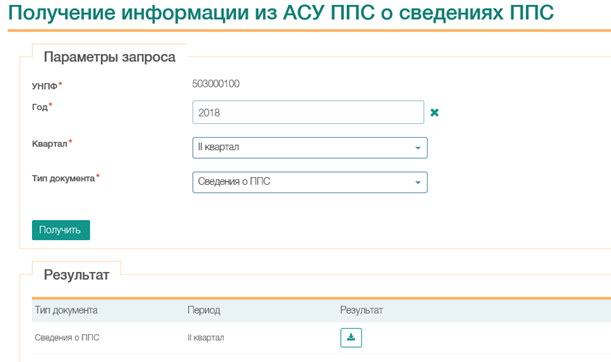 Получение информации из АСУ ППС о сведениях ППС
Параметры запроса
УНПФ* 503000100
Год* 2018
Квартал* II квартал
Тип документа* Сведения о ППС
Получить
Результат
Тип документа Период Результат
Сведения о ППС II квартал